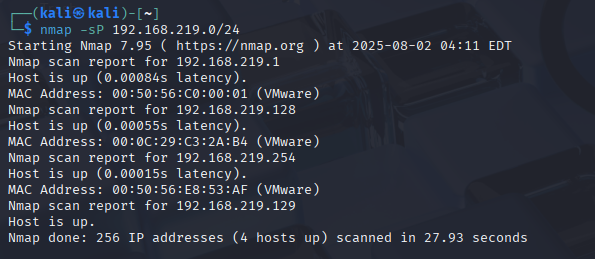 ┌──(kali㉿kali)-[~]
└─$ nmap -sP 192.168.219.0/24
Starting Nmap 7.95 ( https://nmap.org ) at 2025-08-02 04:11 EDT
Nmap scan report for 192.168.219.1
Host is up (0.00084s latency).
MAC Address: 00:50:56:C0:00:01 (VMware)
Nmap scan report for 192.168.219.128
Host is up (0.00055s latency).
MAC Address: 00:0C:29:C3:2A:B4 (VMware)
Nmap scan report for 192.168.219.254
Host is up (0.00015s latency).
MAC Address: 00:50:56:E8:53:AF (VMware)
Nmap scan report for 192.168.219.129
Host is up.
Nmap done: 256 IP addresses (4 hosts up) scanned in 27.93 seconds